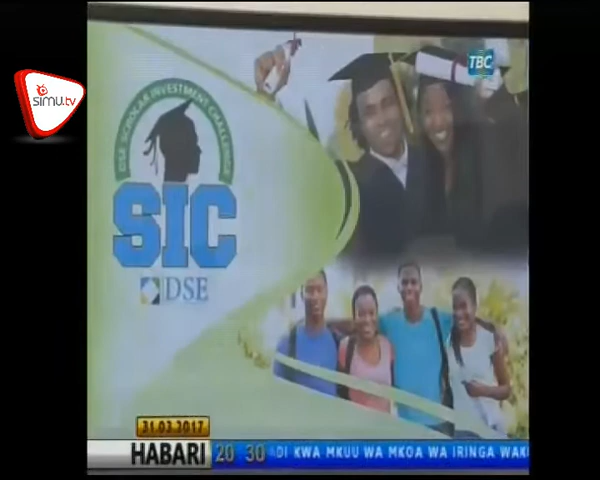 TBC
SiMU.tv
DSE SCHOLAR INVESTMENT CHALLENGE
SIC
DSE
31.03.2017
HABARI
20 30
DI KWA MKUU WA MKOA WA IRINGA WAK